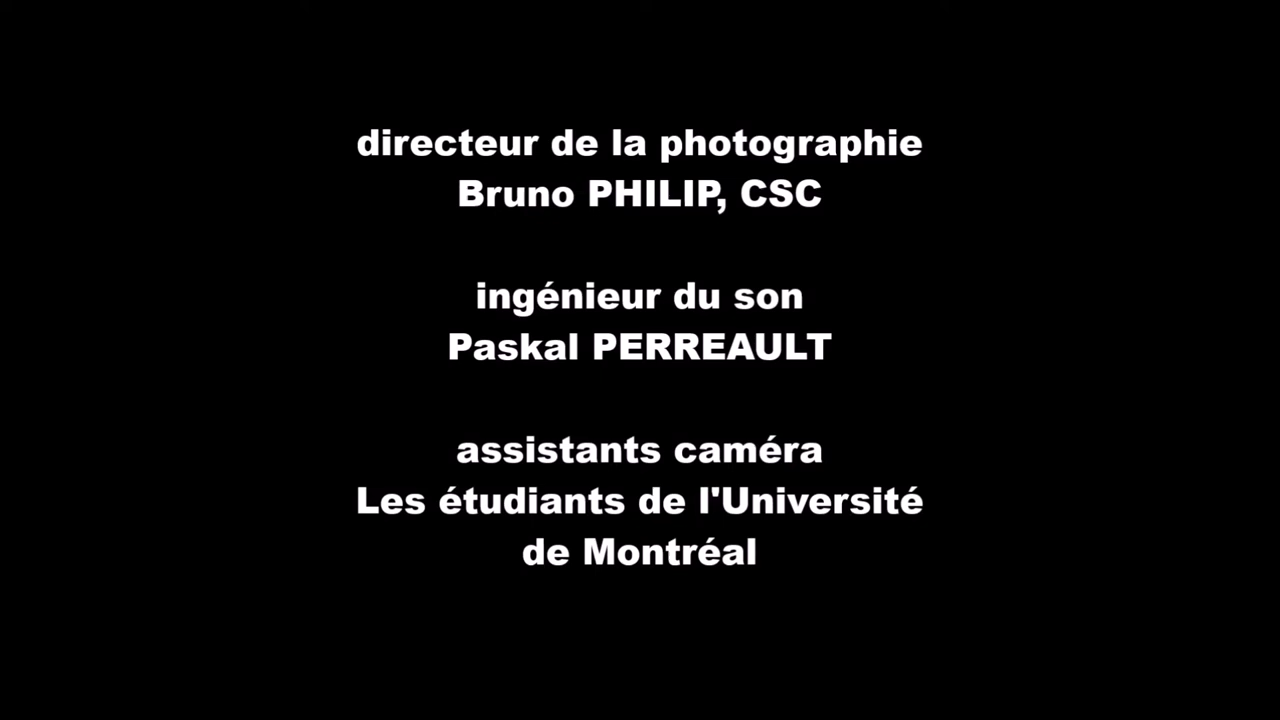 directeur de la photographie
Bruno PHILIP, CSC
ingénieur du son
Paskal PERREAULT
assistants caméra
Les étudiants de l'Université
de Montréal